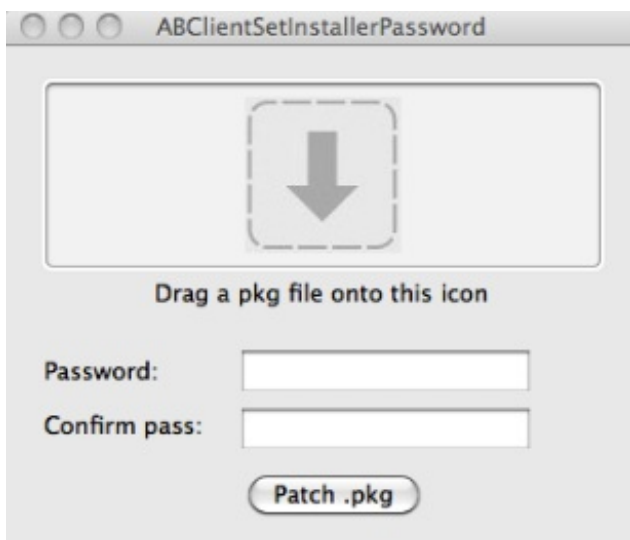 ABClientSetInstallerPassword
Drag a pkg file onto this icon
Password:
Confirm pass:
Patch .pkg